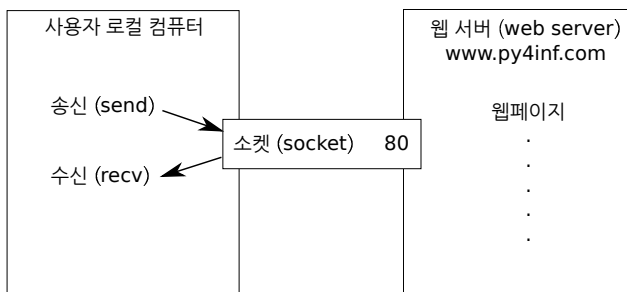 사용자 로컬 컴퓨터
송신 (send)
수신 (recv)
소켓 (socket) 80
웹 서버 (web server)
www.py4inf.com
웹페이지
.
.
.
.
.